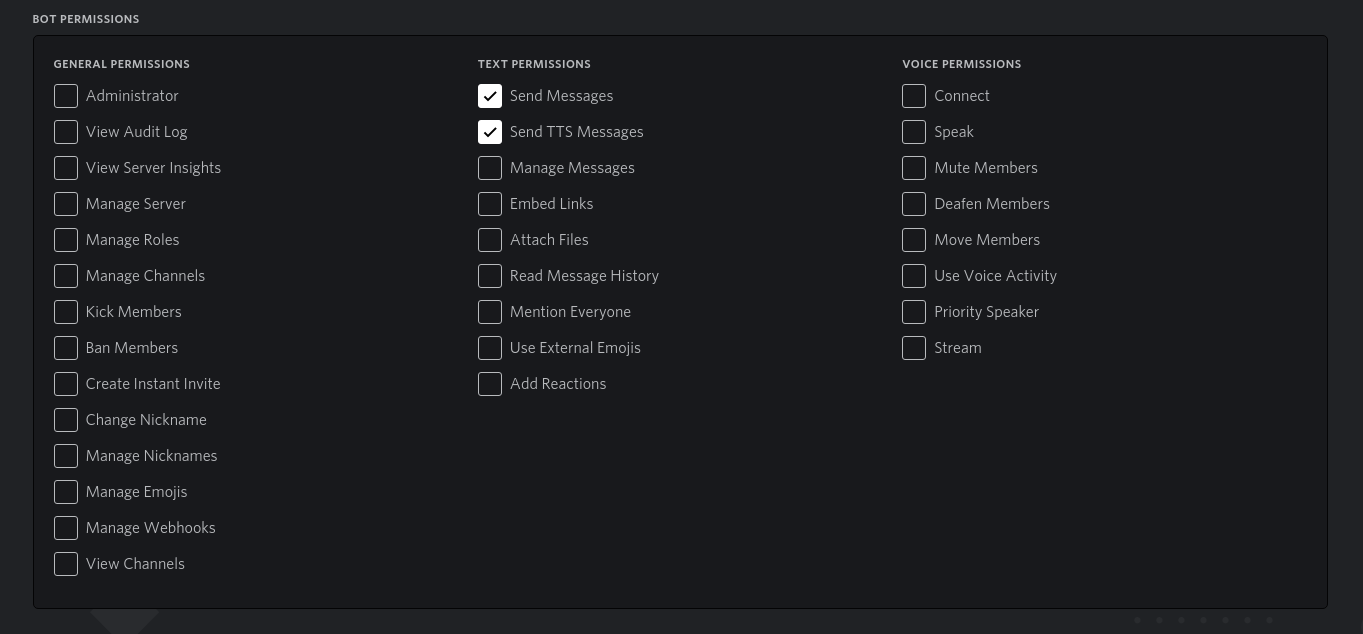 BOT PERMISSIONS
GENERAL PERMISSIONS
Administrator
View Audit Log
View Server Insights
Manage Server
Manage Roles
Manage Channels
Kick Members
Ban Members
Create Instant Invite
Change Nickname
Manage Nicknames
Manage Emojis
Manage Webhooks
View Channels
TEXT PERMISSIONS
Send Messages
Send TTS Messages
Manage Messages
Embed Links
Attach Files
Read Message History
Mention Everyone
Use External Emojis
Add Reactions
VOICE PERMISSIONS
Connect
Speak
Mute Members
Deafen Members
Move Members
Use Voice Activity
Priority Speaker
Stream